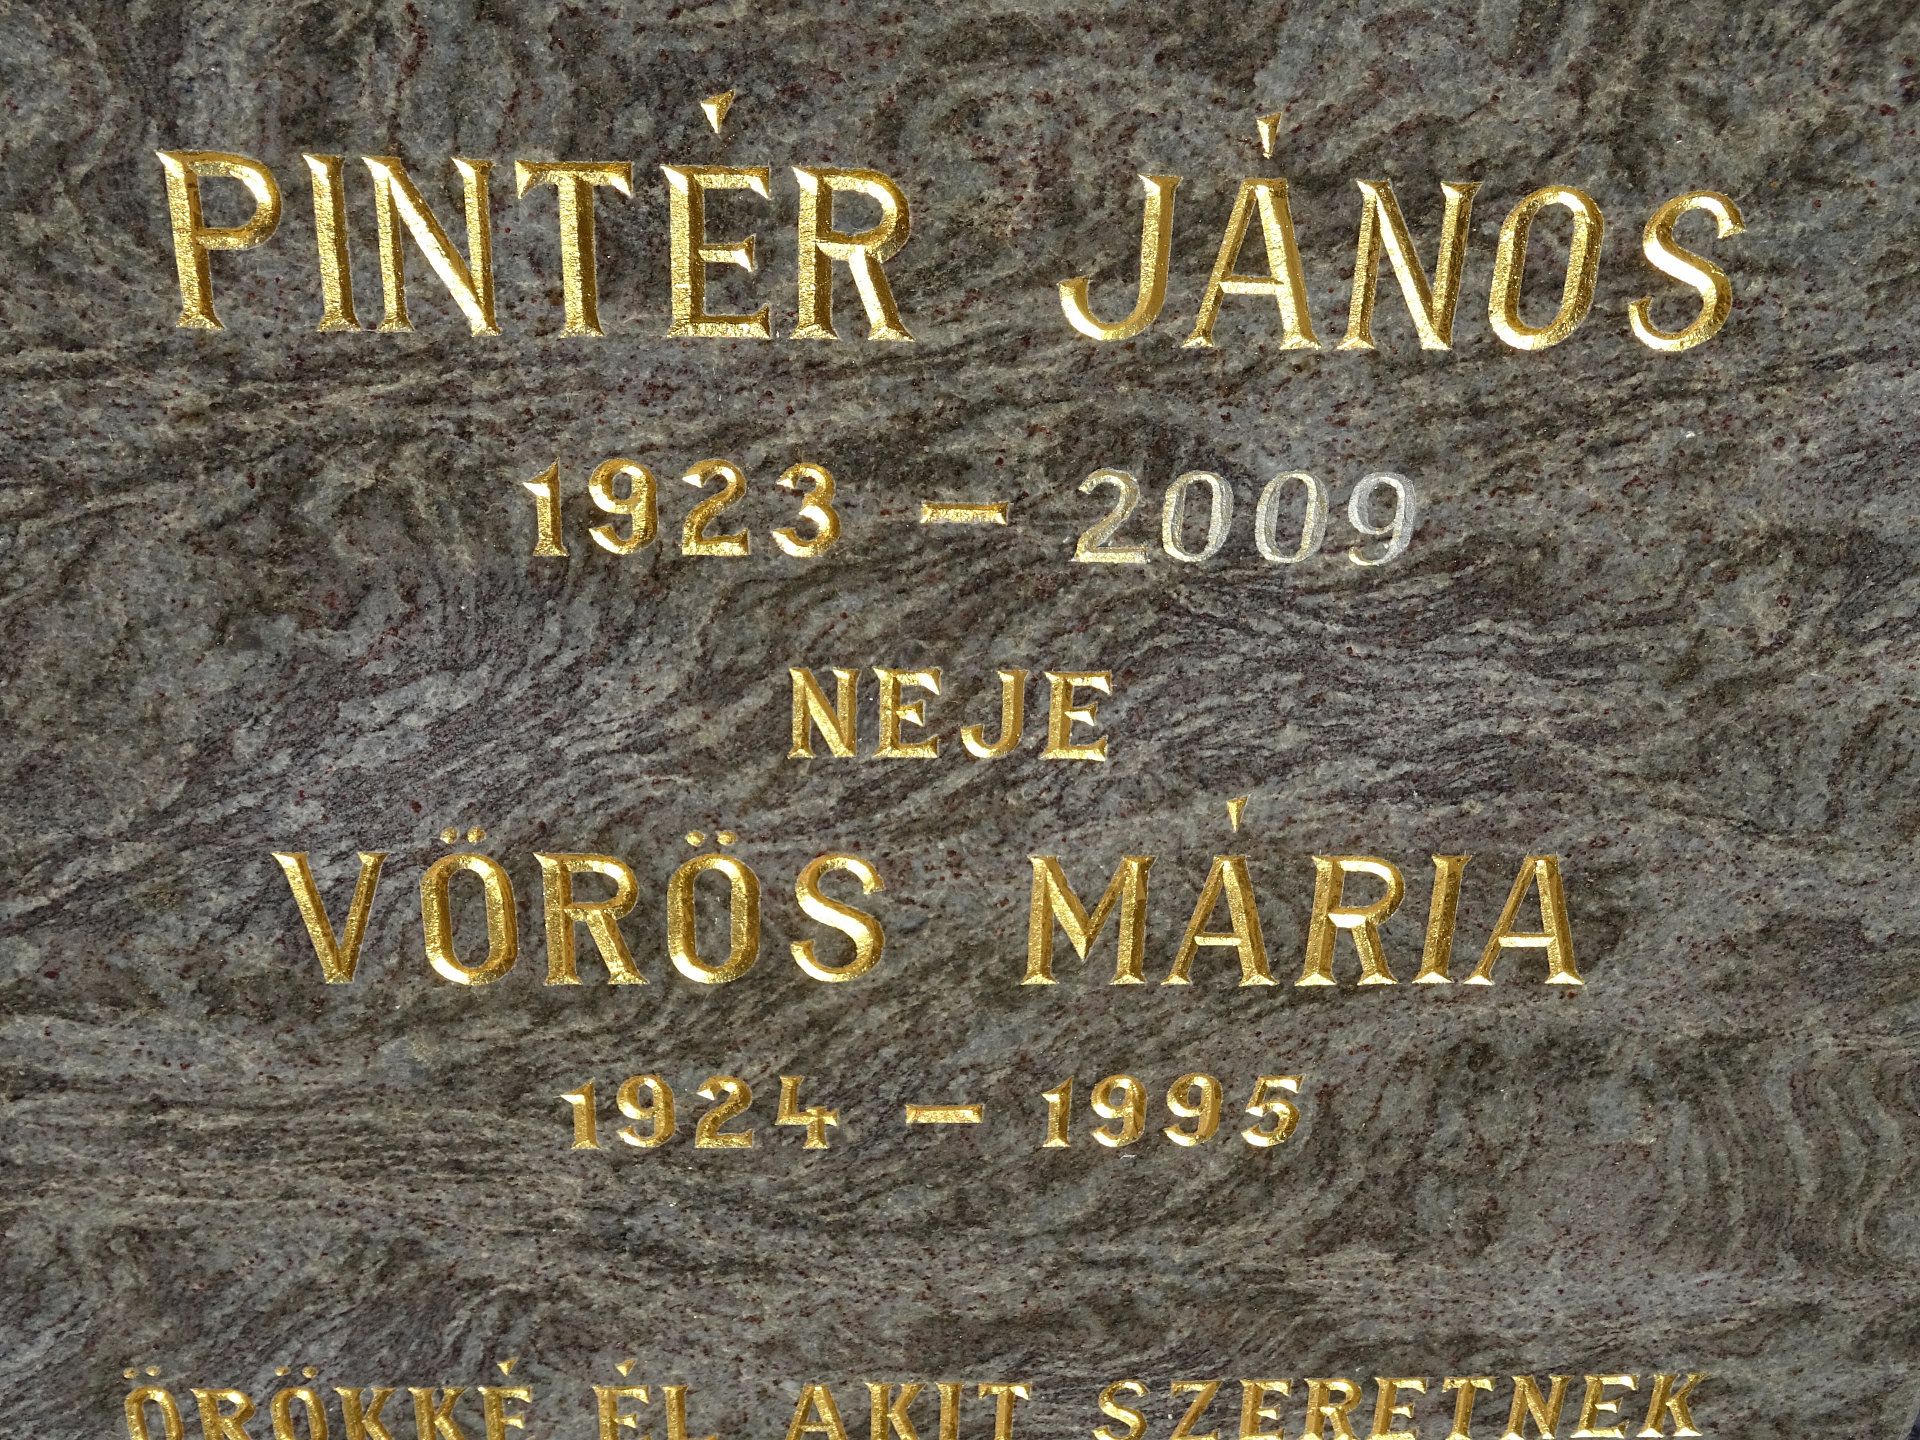 PINTÉR JÁNOS
1923 – 2009
NEJE
VÖRÖS MÁRIA
1924 – 1995
ÖRÖKKÉ ÉL AKIT SZERETNEK